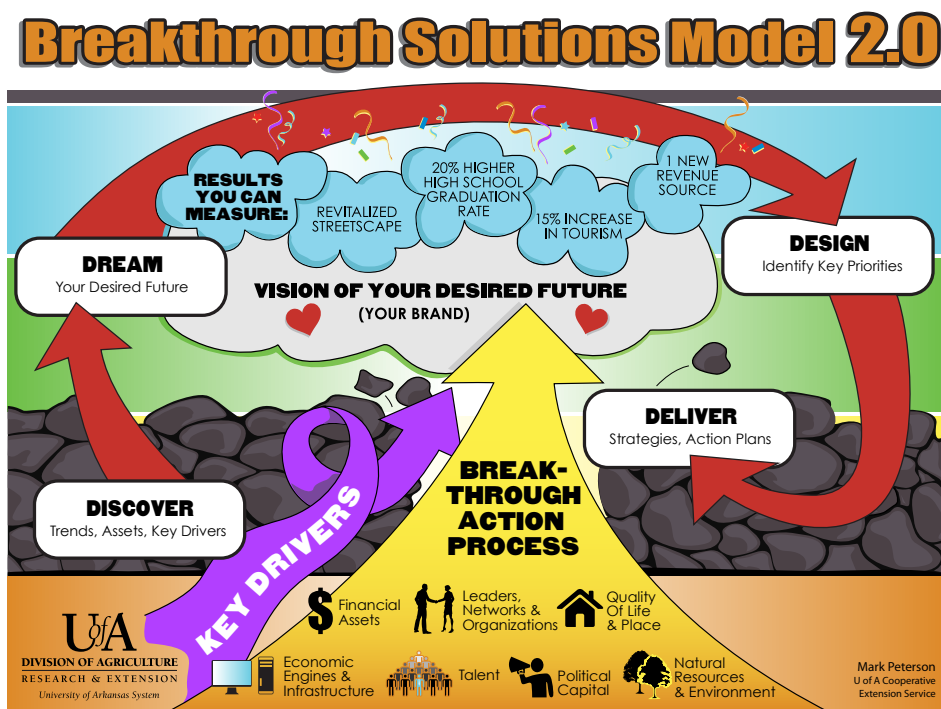 Breakthrough Solutions Model 2.0
RESULTS
YOU CAN
MEASURE:
REVITALIZED
STREETSCAPE
20% HIGHER
HIGH SCHOOL
GRADUATION
RATE
15% INCREASE
IN TOURISM
1 NEW
REVENUE
SOURCE
DREAM
Your Desired Future
DESIGN
Identify Key Priorities
VISION OF YOUR DESIRED FUTURE
(YOUR BRAND)
DELIVER
Strategies, Action Plans
DISCOVER
Trends, Assets, Key Drivers
KEY DRIVERS
BREAK-
THROUGH
ACTION
PROCESS
$ Financial
Assets
Leaders,
Networks &
Organizations
Quality
Of Life
& Place
Economic
Engines &
Infrastructure
Talent
Political
Capital
Natural
Resources
& Environment
UofA
DIVISION OF AGRICULTURE
RESEARCH & EXTENSION
University of Arkansas System
Mark Peterson
U of A Cooperative
Extension Service